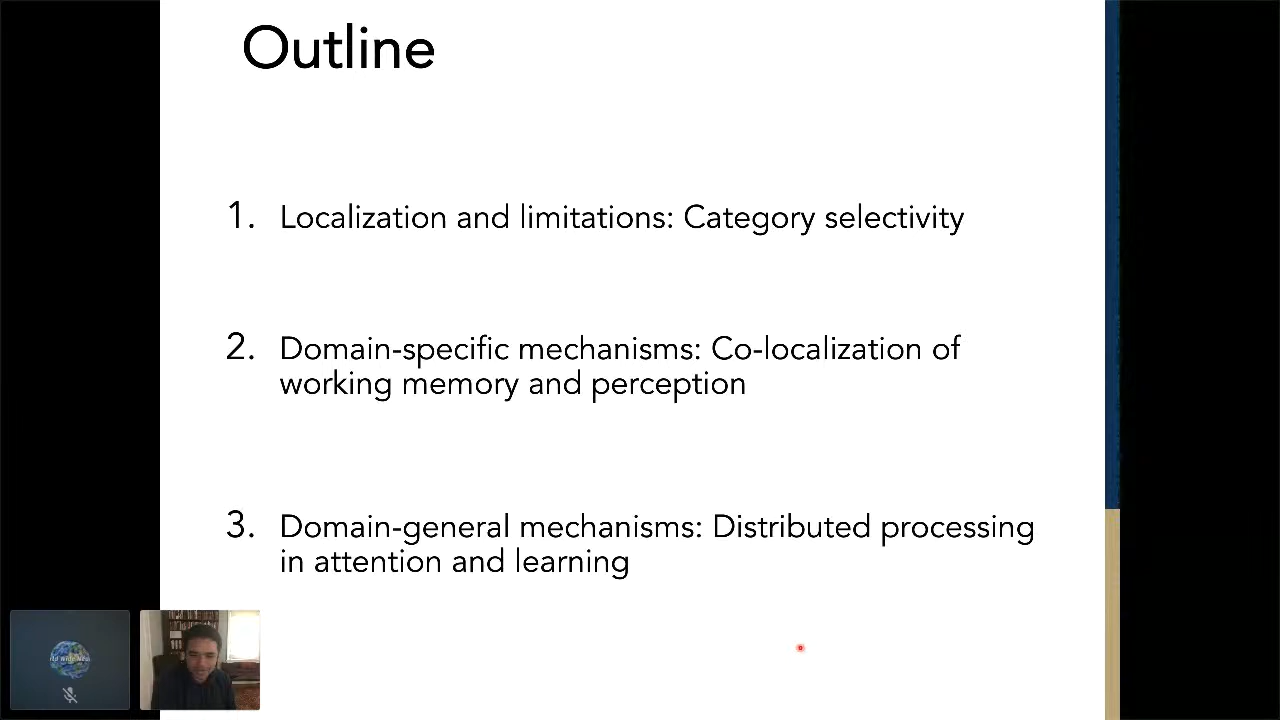 Outline
1. Localization and limitations: Category selectivity
2. Domain-specific mechanisms: Co-localization of
working memory and perception
3. Domain-general mechanisms: Distributed processing
in attention and learning